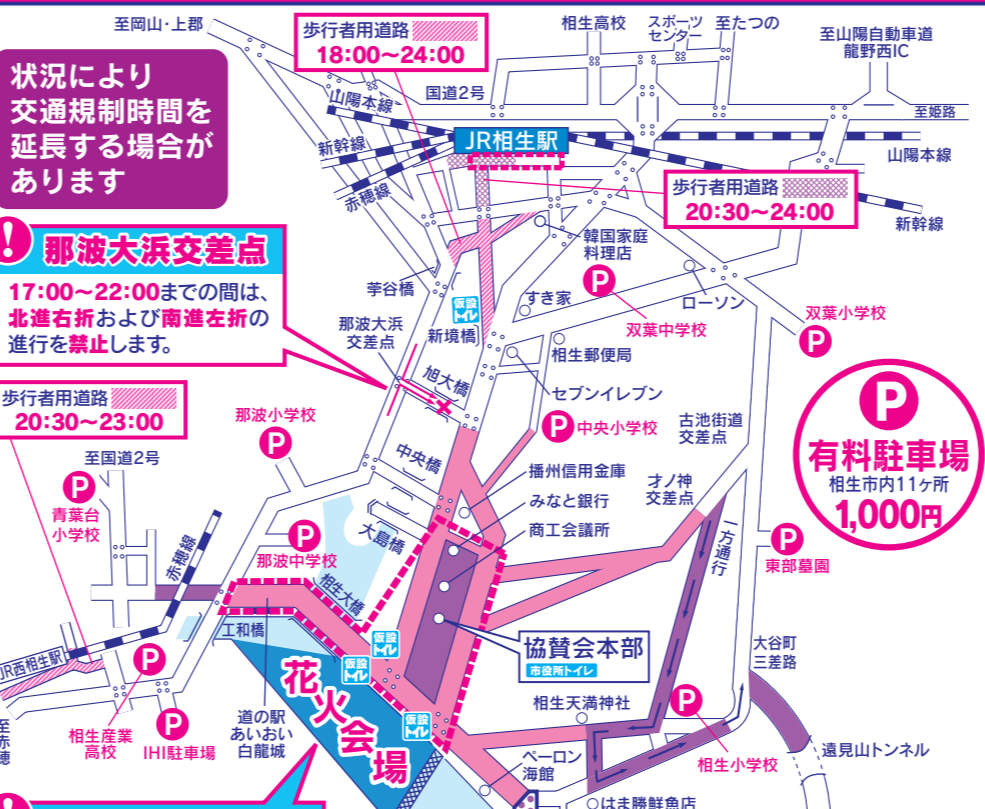 至岡山・上郡
歩行者用道路
18:00~24:00
相生高校
スポーツ
センター
至たつの
至山陽自動車道
龍野西IC
状況により
交通規制時間を
延長する場合が
あります
山陽本線
国道2号
至姫路
新幹線
JR相生駅
山陽本線
赤穂線
歩行者用道路
20:30~24:00
新幹線
!
那波大浜交差点
17:00~22:00までの間は、
北進右折および南進左折の
進行を禁止します。
韓国家庭
料理店
苧谷橋
仮設
トイレ
すき家
P
双葉中学校
ローソン
双葉小学校
P
那波大浜
交差点
新境橋
相生郵便局
旭大橋
セブンイレブン
P
有料駐車場
相生市内11ヶ所
1,000円
歩行者用道路
20:30~23:00
那波小学校
P
P
中央小学校
古池街道
交差点
至国道2号
中央橋
播州信用金庫
才ノ神
交差点
P
青葉台
小学校
みなと銀行
大島橋
商工会議所
一方通行
P
東部墓園
赤穂線
P
那波中学校
相生大橋
工和橋
仮設
トイレ
協賛会本部
市役所トイレ
大谷町
三差路
JR西相生駅
仮設
トイレ
花火会場
P
相生産業
高校
P
IHI駐車場
道の駅
あいおい
白龍城
仮設
トイレ
相生天満神社
P
相生小学校
至赤穂
ペーロン
海館
遠見山トンネル
はま勝鮮魚店
!